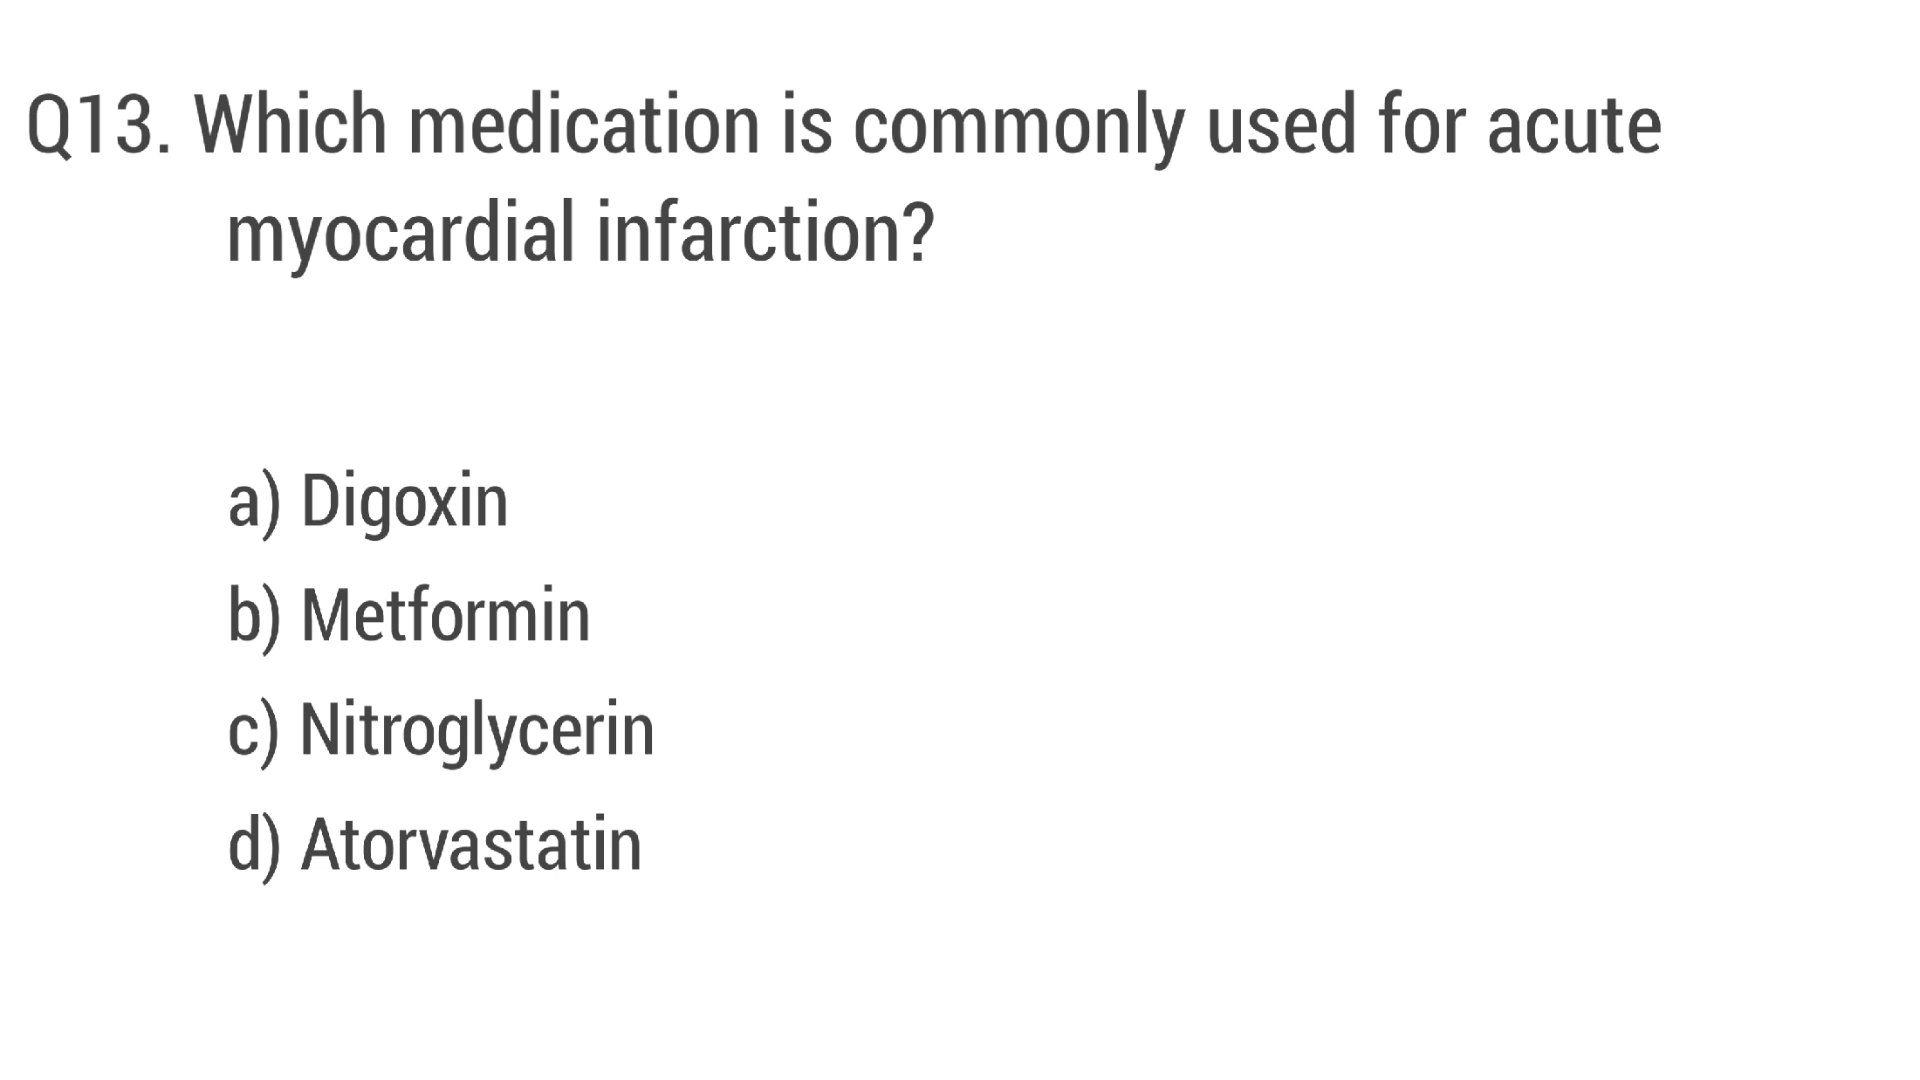 Q13. Which medication is commonly used for acute
myocardial infarction?
a) Digoxin
b) Metformin
c) Nitroglycerin
d) Atorvastatin